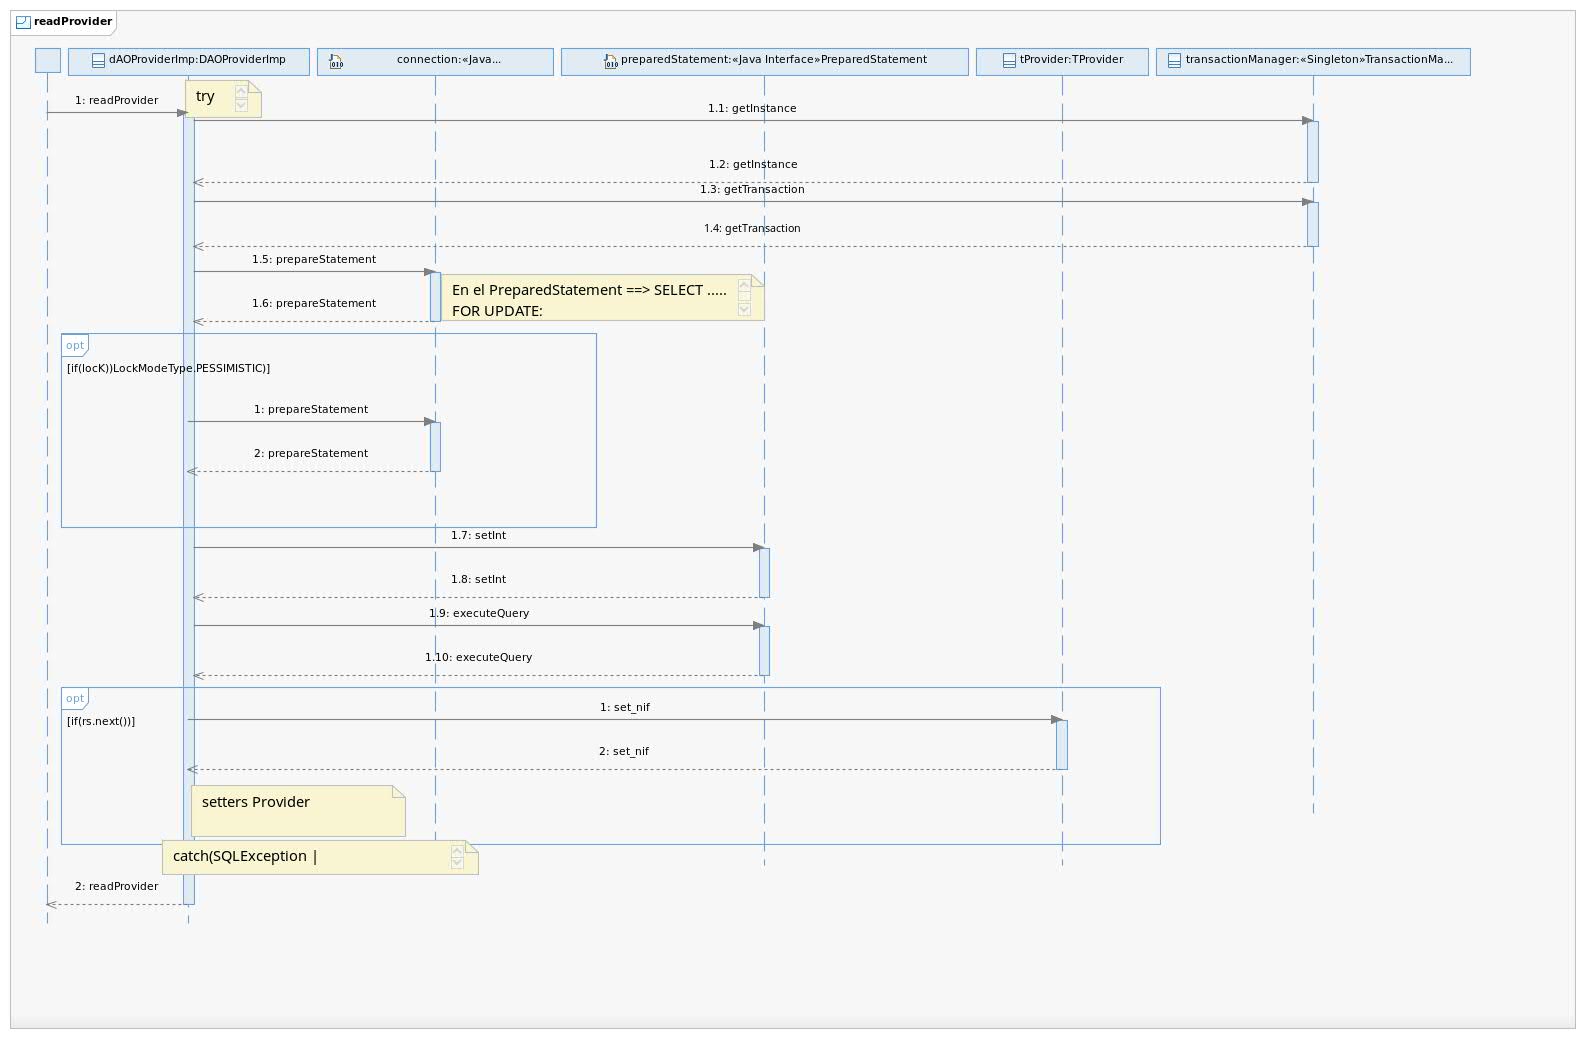 readProvider
dAOProviderImp:DAOProviderImp
connection:«Java...
preparedStatement:«Java Interface»PreparedStatement
tProvider:TProvider
transactionManager:«Singleton»TransactionMa...
try
1: readProvider
1.1: getInstance
1.2: getInstance
1.3: getTransaction
1.4: getTransaction
1.5: prepareStatement
En el PreparedStatement ==> SELECT .....
FOR UPDATE:
1.6: prepareStatement
opt
[if(locK))LockModeType.PESSIMISTIC)]
1: prepareStatement
2: prepareStatement
1.7: setInt
1.8: setInt
1.9: executeQuery
1.10: executeQuery
opt
[if(rs.next())]
1: set_nif
2: set_nif
setters Provider
catch(SQLException |
2: readProvider